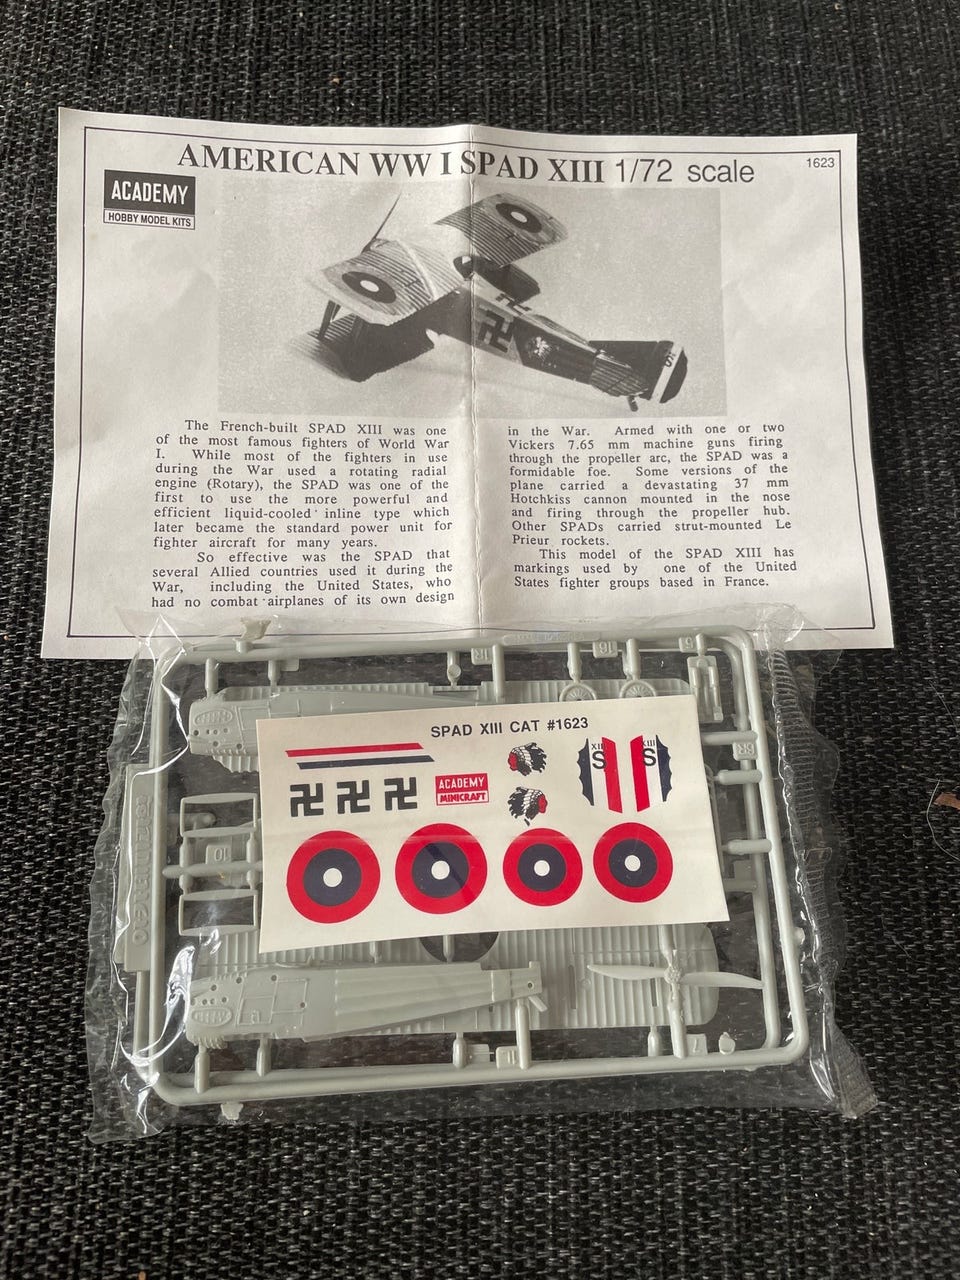 AMERICAN WW I SPAD XIII 1/72 scale
1623
ACADEMY
HOBBY MODEL KITS
The French-built SPAD XIII was one
of the most famous fighters of World War
I. While most of the fighters in use
during the War used a rotating radial
engine (Rotary), the SPAD was one of the
first to use the more powerful and
efficient liquid-cooled inline type which
later became the standard power unit for
fighter aircraft for many years.
So effective was the SPAD that
several Allied countries used it during the
War, including the United States, who
had no combat airplanes of its own design
in the War. Armed with one or two
Vickers 7.65 mm machine guns firing
through the propeller arc, the SPAD was a
formidable foe. Some versions of the
plane carried a devastating 37 mm
Hotchkiss cannon mounted in the nose
and firing through the propeller hub.
Other SPADs carried strut-mounted Le
Prieur rockets.
This model of the SPAD XIII has
markings used by one of the United
States fighter groups based in France.
SPAD XIII CAT #1623
ACADEMY
MINICRAFT
XIII
S
XIII
S
16
10
7